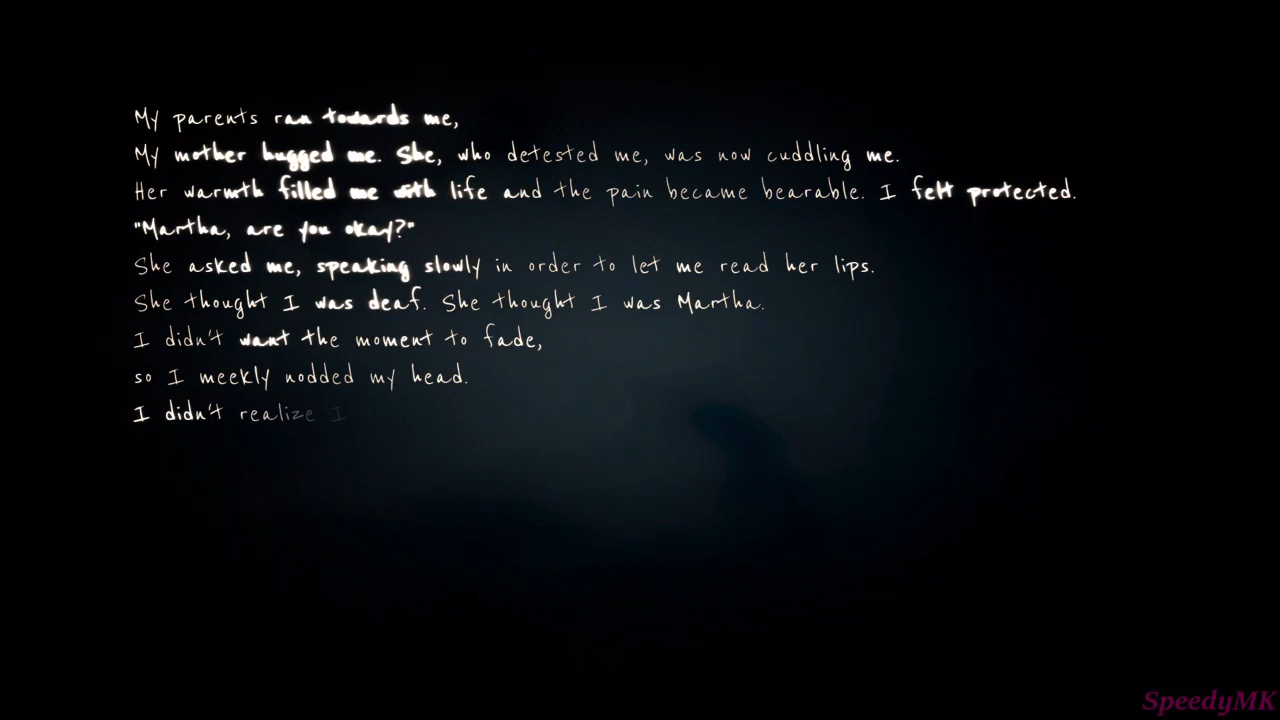 My parents ran towards me,
My mother hugged me. She, who detested me, was now cuddling me.
Her warmth filled me with life and the pain became bearable. I felt protected.
"Martha, are you okay?"
She asked me, speaking slowly in order to let me read her lips.
She thought I was deaf. She thought I was Martha.
I didn't want the moment to fade,
so I meekly nodded my head.
I didn't realize I
SpeedyMK